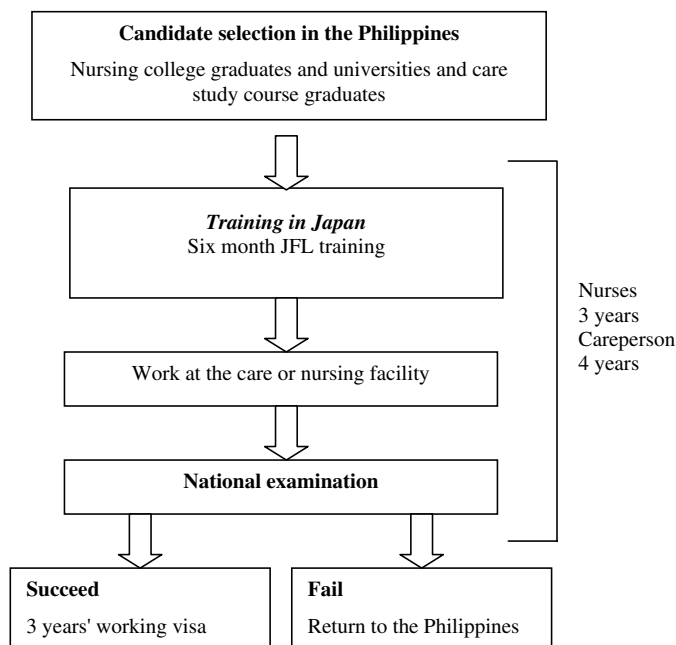 Candidate selection in the Philippines
Nursing college graduates and universities and care
study course graduates
Training in Japan
Six month JFL training
Nurses
3 years
Careperson
4 years
Work at the care or nursing facility
National examination
Succeed
3 years' working visa
Fail
Return to the Philippines